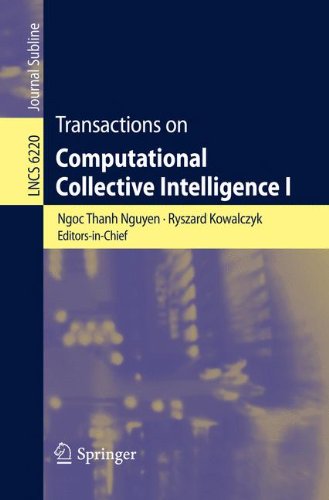 Journal Subline
LNCS 6220
Transactions on
Computational
Collective Intelligence I
Ngoc Thanh Nguyen · Ryszard Kowalczyk
Editors-in-Chief
Springer